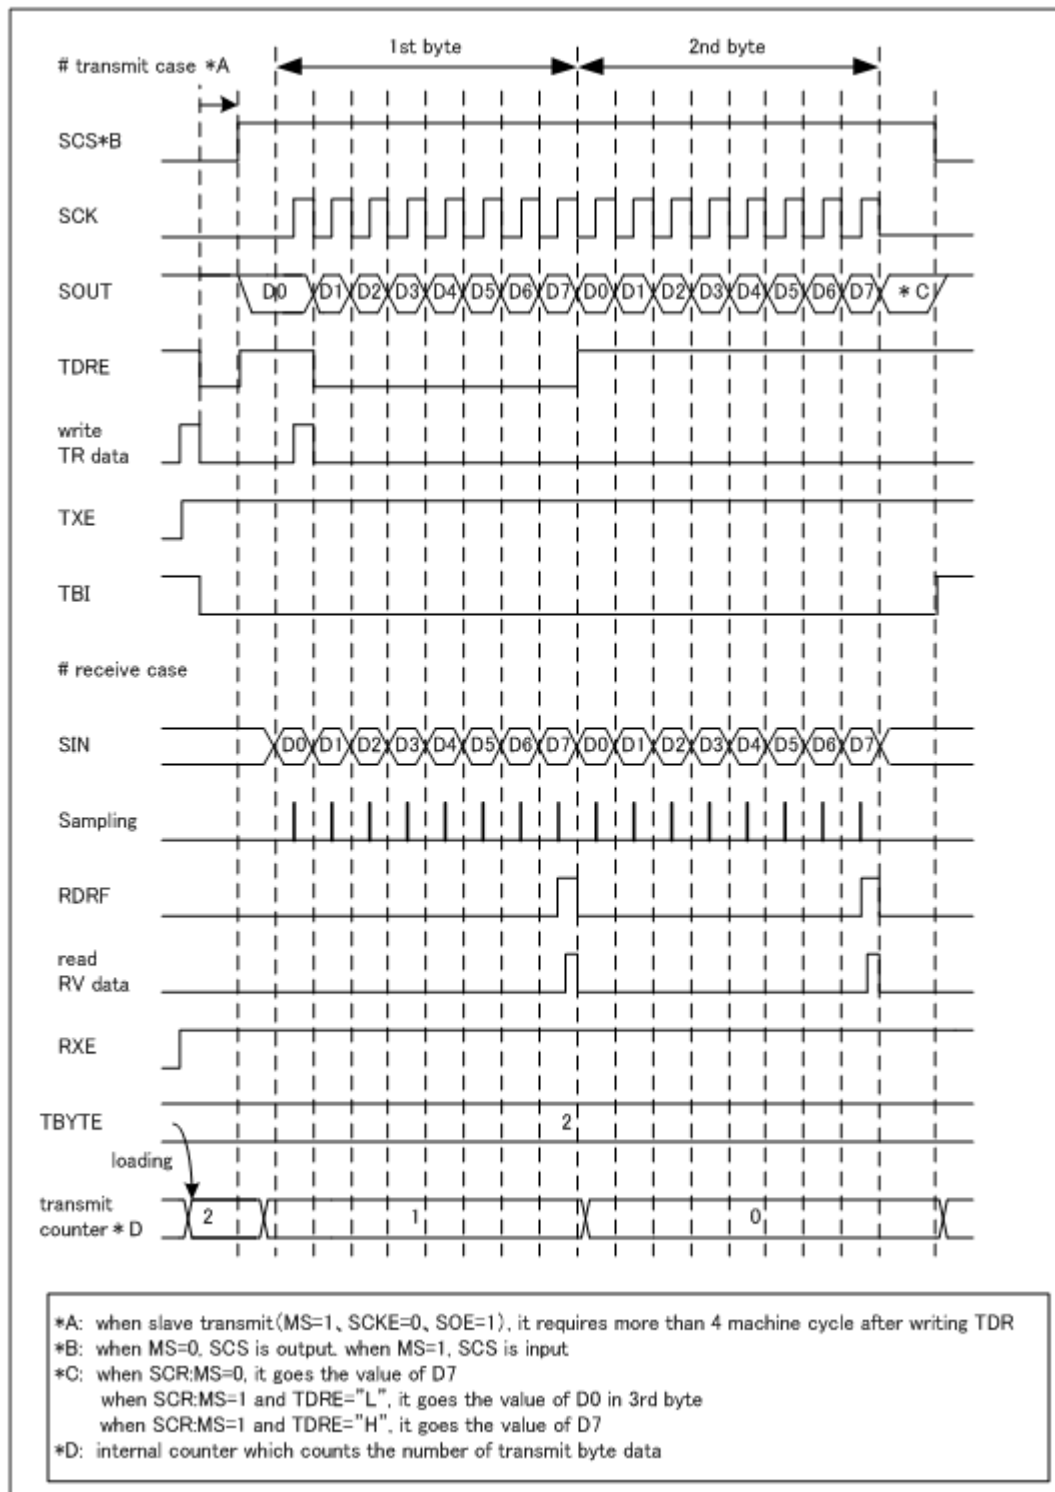 1st byte
2nd byte
# transmit case *A
SCS*B
SCK
SOUT
D0 D1 D2 D3 D4 D5 D6 D7 D0 D1 D2 D3 D4 D5 D6 D7 * C
TDRE
write
TR data
TXE
TBI
# receive case
SIN
D0 D1 D2 D3 D4 D5 D6 D7 D0 D1 D2 D3 D4 D5 D6 D7
Sampling
RDRF
read
RV data
RXE
TBYTE
2
loading
transmit
counter * D
2 1 0
*A: when slave transmit(MS=1、SCKE=0、SOE=1), it requires more than 4 machine cycle after writing TDR
*B: when MS=0, SCS is output. when MS=1, SCS is input
*C: when SCR:MS=0, it goes the value of D7
when SCR:MS=1 and TDRE="L", it goes the value of D0 in 3rd byte
when SCR:MS=1 and TDRE="H", it goes the value of D7
*D: internal counter which counts the number of transmit byte data